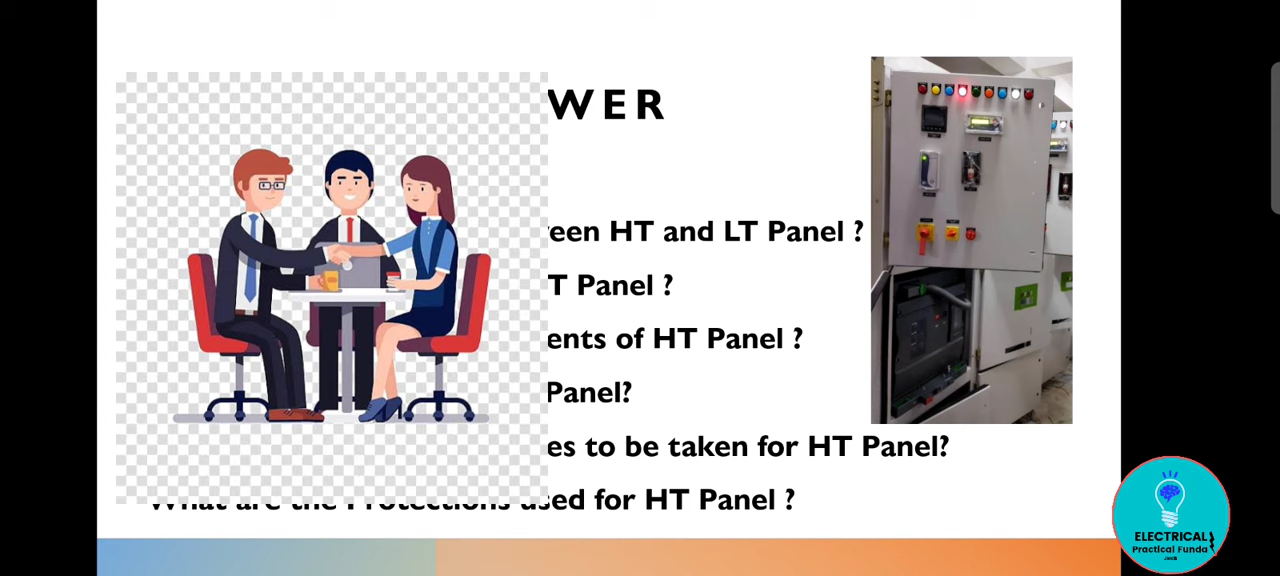 WER
een HT and LT Panel ?
T Panel ?
ents of HT Panel ?
Panel?
es to be taken for HT Panel?
What are the Protections used for HT Panel ?
ELECTRICAL
Practical Funda